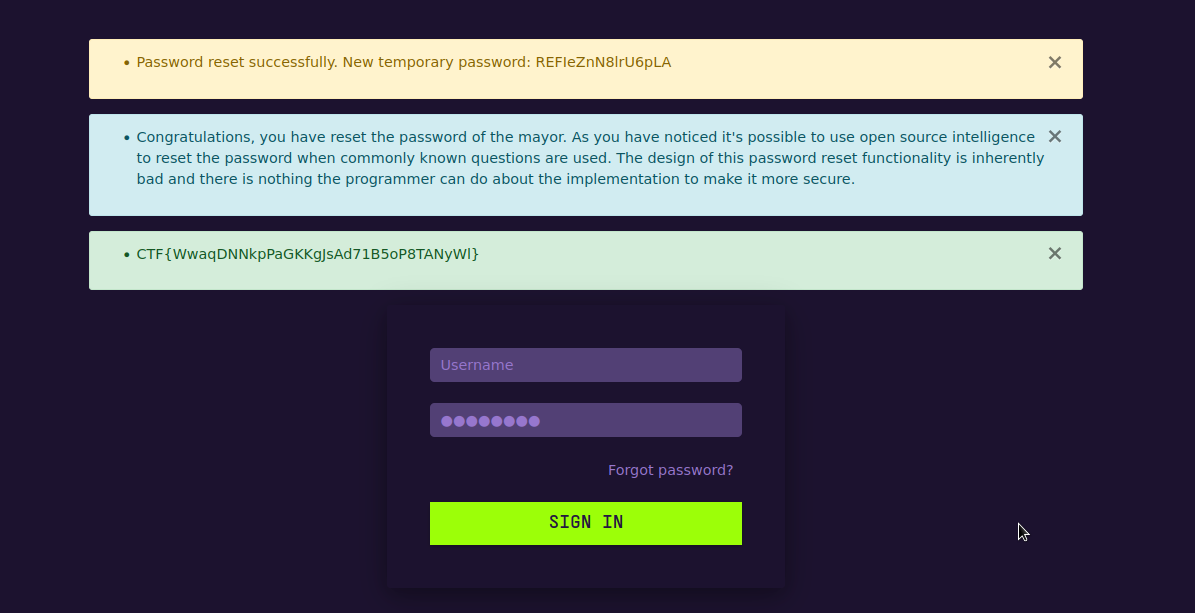 • Password reset successfully. New temporary password: REFIeZnN8lrU6pLA
• Congratulations, you have reset the password of the mayor. As you have noticed it's possible to use open source intelligence
to reset the password when commonly known questions are used. The design of this password reset functionality is inherently
bad and there is nothing the programmer can do about the implementation to make it more secure.
• CTF{WwaqDNNkpPaGKKgJsAd71B5oP8TANyWl}
Username
Forgot password?
SIGN IN